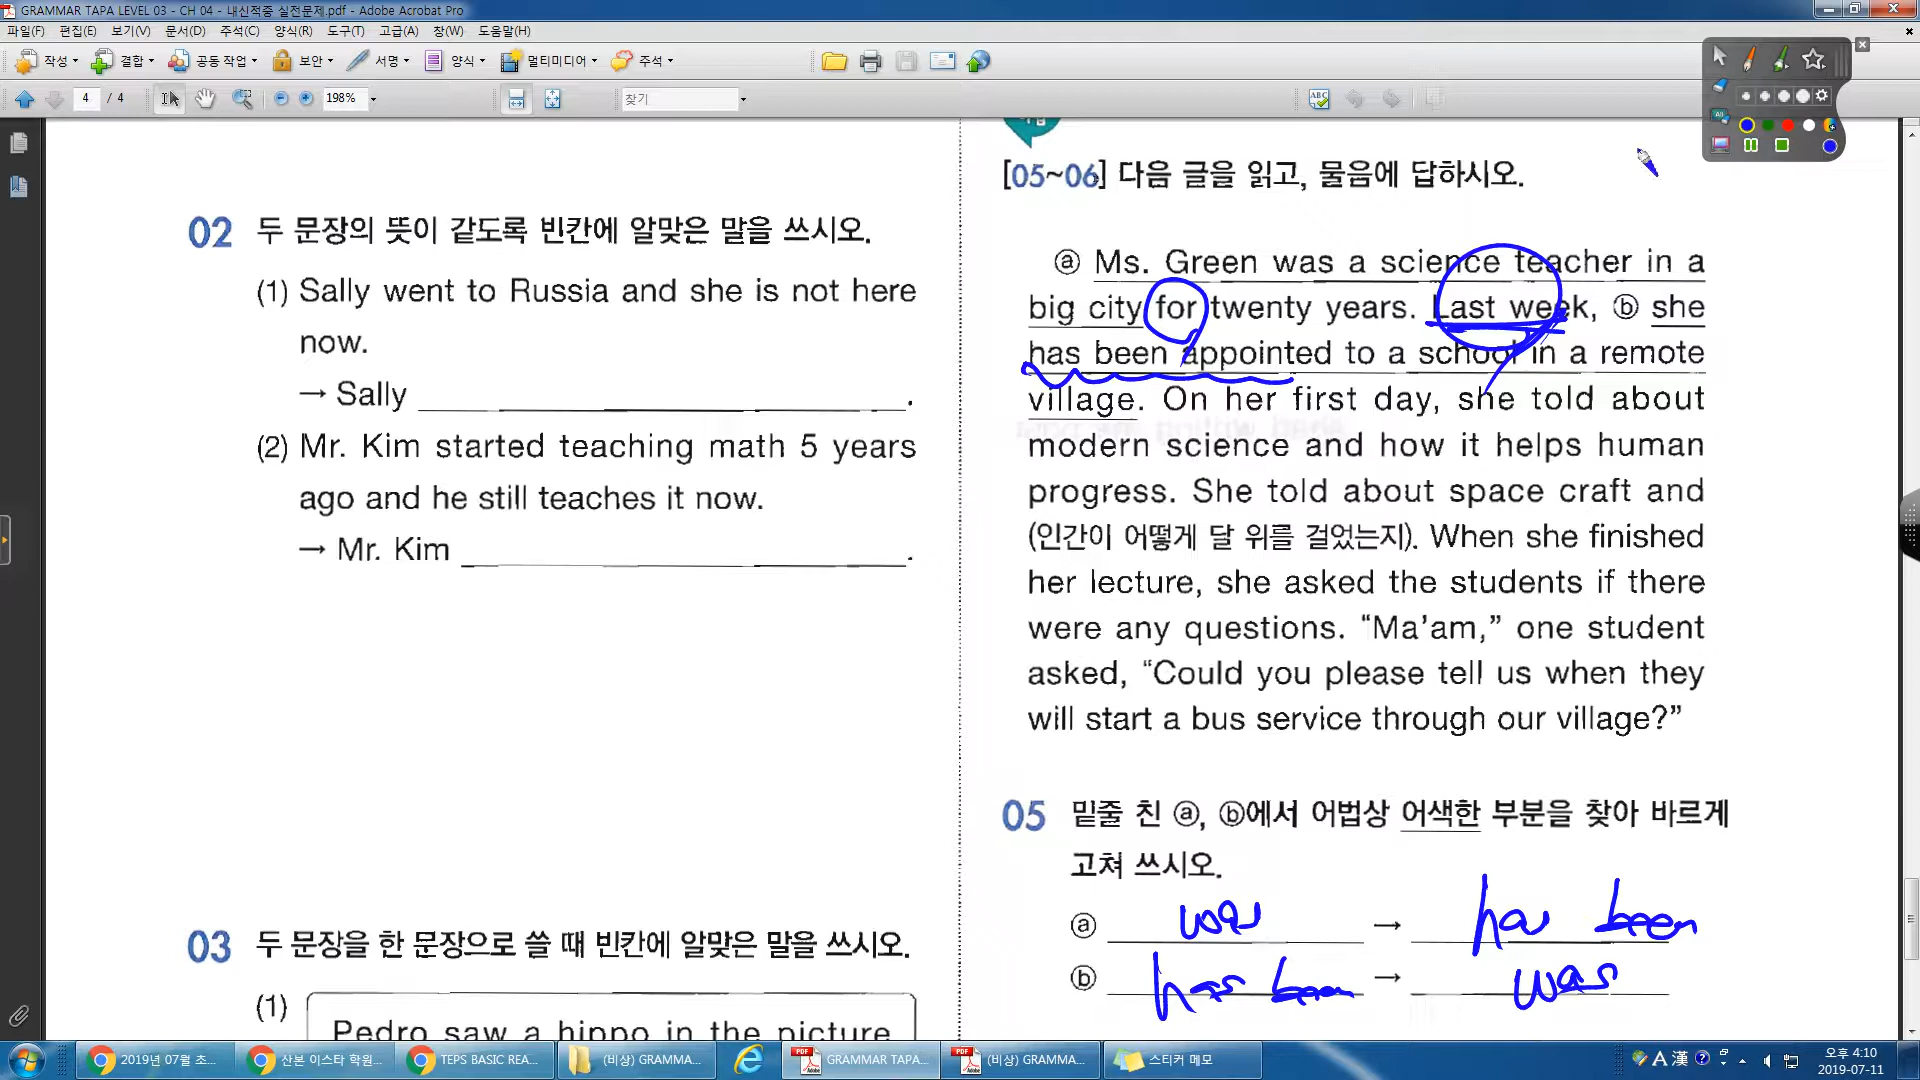 GRAMMAR TAPA LEVEL 03 - CH 04 - 내신적중 실전문제.pdf - Adobe Acrobat Pro
파일(F) 편집(E) 보기(V) 문서(D) 주석(C) 양식(R) 도구(T) 고급(A) 창(W) 도움말(H)
작성 결합 공동 작업 보안 서명 양식 멀티미디어 주석
4 / 4 198% 찾기
02 두 문장의 뜻이 같도록 빈칸에 알맞은 말을 쓰시오.
(1) Sally went to Russia and she is not here
now.
→ Sally .
(2) Mr. Kim started teaching math 5 years
ago and he still teaches it now.
→ Mr. Kim .
03 두 문장을 한 문장으로 쓸 때 빈칸에 알맞은 말을 쓰시오.
(1)
Pedro saw a hippo in the picture
[05~06] 다음 글을 읽고, 물음에 답하시오.
ⓐ Ms. Green was a science teacher in a
big city for twenty years. Last week, ⓑ she
has been appointed to a school in a remote
village. On her first day, she told about
modern science and how it helps human
progress. She told about space craft and
(인간이 어떻게 달 위를 걸었는지). When she finished
her lecture, she asked the students if there
were any questions. “Ma’am,” one student
asked, “Could you please tell us when they
will start a bus service through our village?”
05 밑줄 친 ⓐ, ⓑ에서 어법상 어색한 부분을 찾아 바르게
고쳐 쓰시오.
ⓐ was → has been
ⓑ has been → was
2019년 07월 초... 산본 이스타 학원... TEPS BASIC REA... (비상) GRAMMA... GRAMMAR TAPA... (비상) GRAMMA... 스티커 메모
A 漢
오후 4:10
2019-07-11